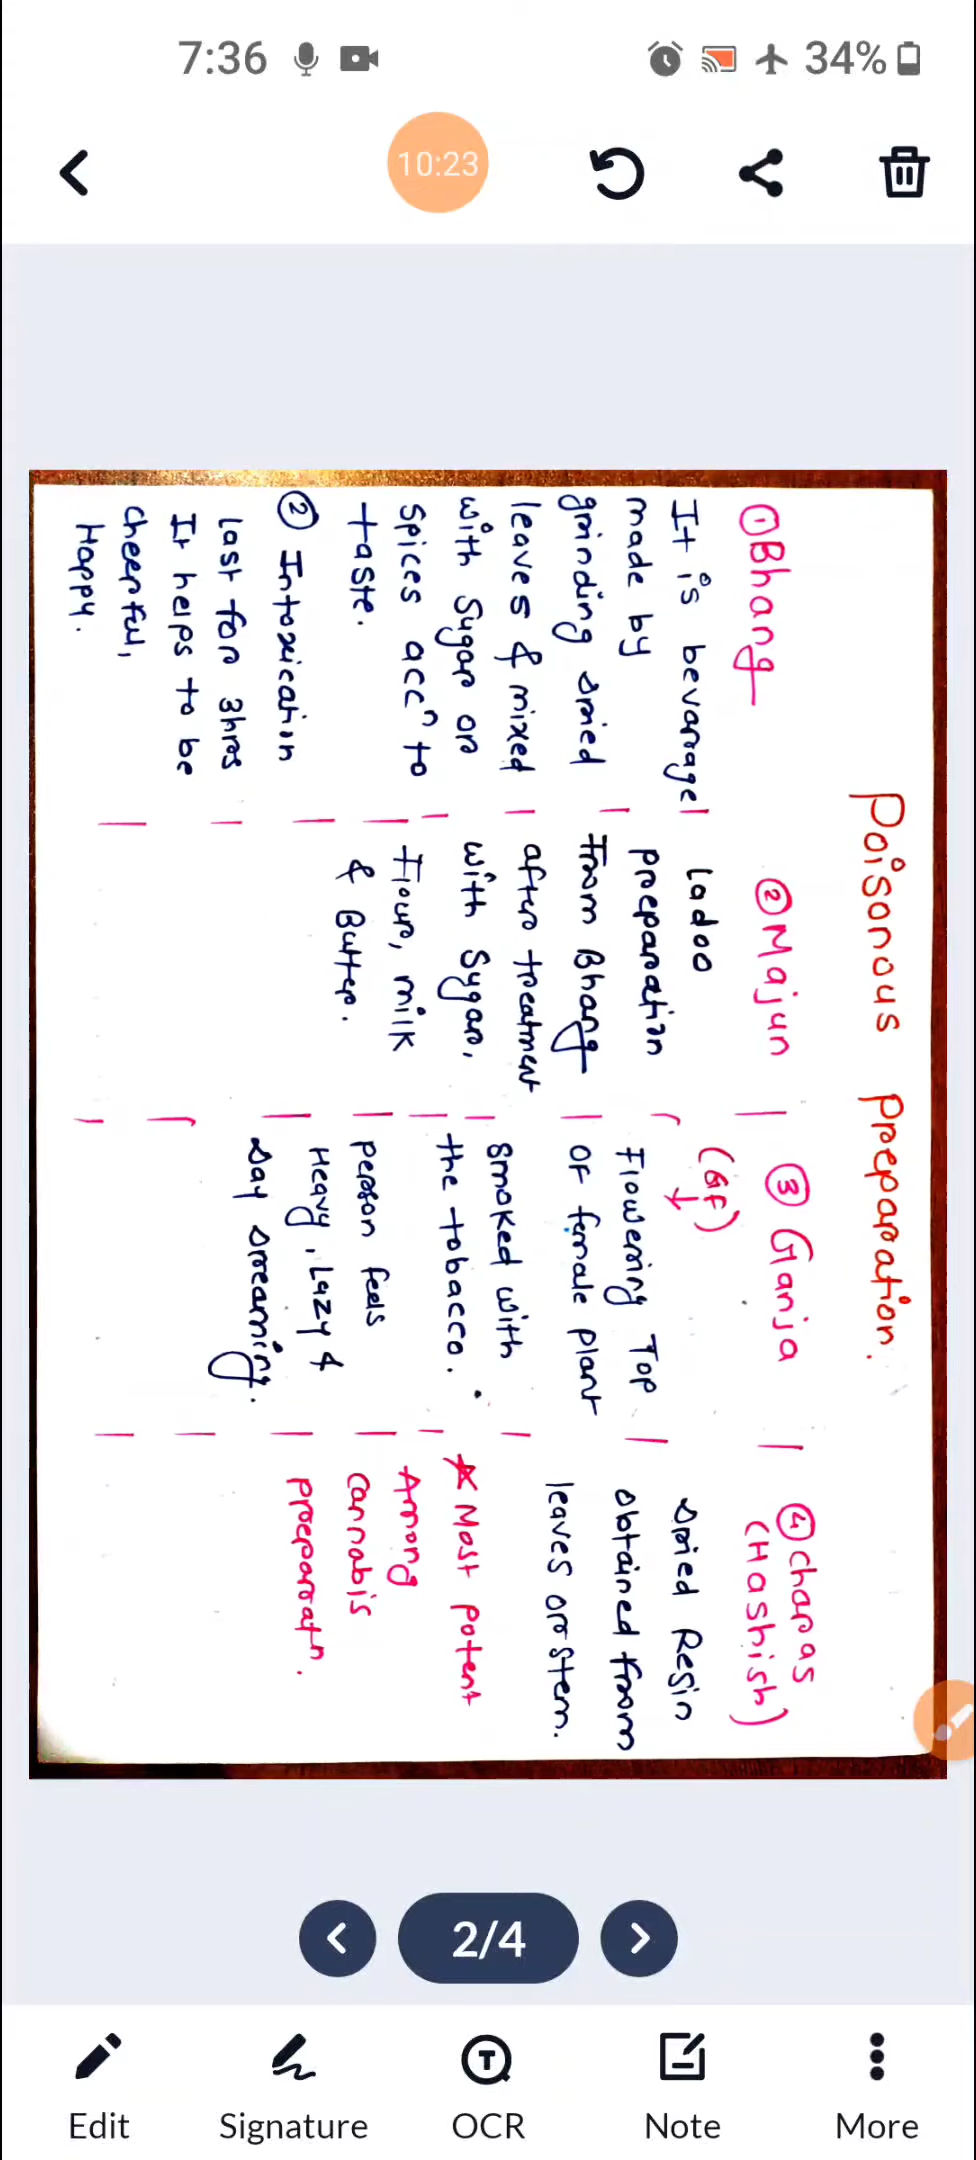 7:36
34%
10:23
Poisonous Preparation.
① Bhang
It is bevarage
made by
grinding dried
leaves & mixed
with Sugar or
spices accⁿ to
taste.
② Intoxication
last for 3hrs
It helps to be
cheerful,
Happy.
② Majun
Ladoo
preparation
from Bhang
after treatment
with Sugar,
flour, milk
& Butter.
③ Ganja
(GF)
↓
Flowering Top
OF female plant
smoked with
the tobacco.
person feels
Heavy, Lazy &
day dreaming.
④ charas
(Hashish)
dried Resin
obtained from
leaves or stem.
* Most Potent
Among
cannabis
preparatⁿ.
2/4
Edit
Signature
OCR
Note
More